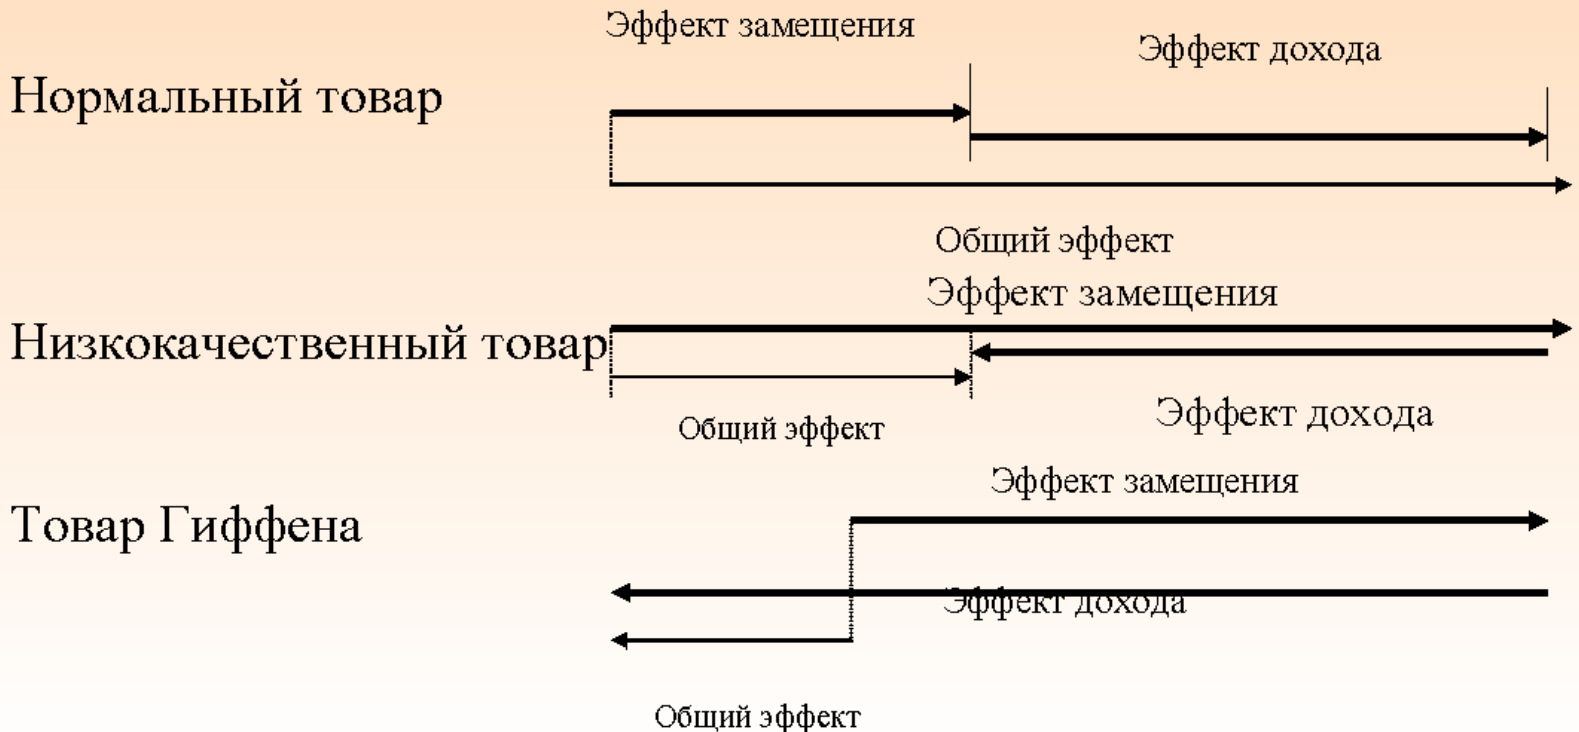 Эффект замещения
Эффект дохода
Нормальный товар
Общий эффект
Эффект замещения
Низкокачественный товар
Эффект дохода
Общий эффект
Эффект замещения
Товар Гиффена
Эффект дохода
Общий эффект